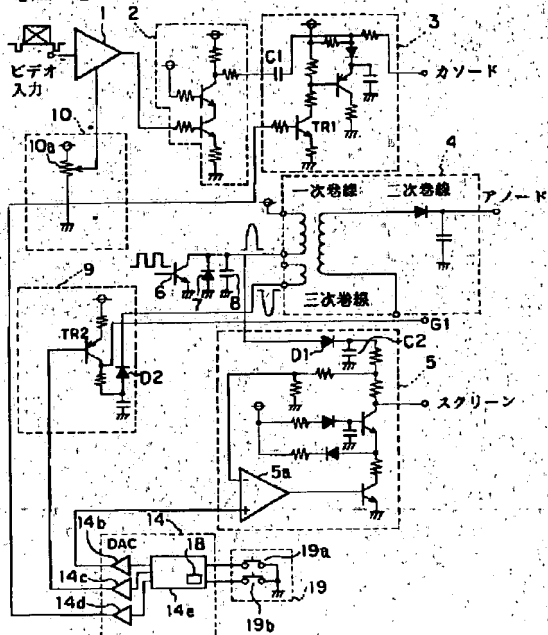 1
2
3
ビデオ
入力
C1
カソード
TR1
10
10a
4
一次巻線
二次巻線
アノード
三次巻線
6
7
8
9
TR2
D2
G1
D1
C2
5
スクリーン
5a
14b
14
DAC
18
19a
14c
14d
14e
19b
19